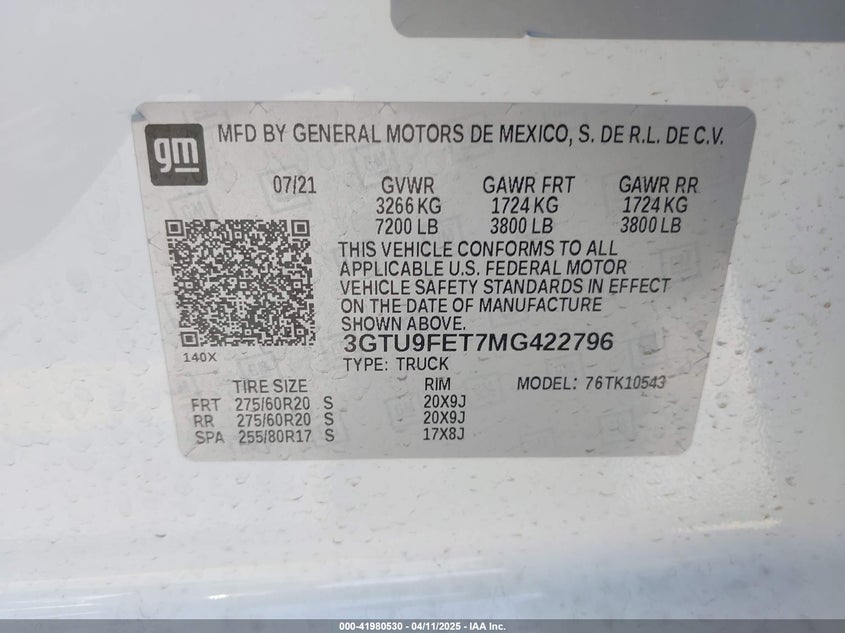 gm
MFD BY GENERAL MOTORS DE MEXICO, S. DE R.L. DE C.V.
07/21 GVWR GAWR FRT GAWR RR
3266 KG 1724 KG 1724 KG
7200 LB 3800 LB 3800 LB
THIS VEHICLE CONFORMS TO ALL
APPLICABLE U.S. FEDERAL MOTOR
VEHICLE SAFETY STANDARDS IN EFFECT
ON THE DATE OF MANUFACTURE
SHOWN ABOVE.
3GTU9FET7MG422796
140X
TYPE: TRUCK
TIRE SIZE RIM MODEL: 76TK10543
FRT 275/60R20 S 20X9J
RR 275/60R20 S 20X9J
SPA 255/80R17 S 17X8J
000-41980530 - 04/11/2025 - IAA Inc.